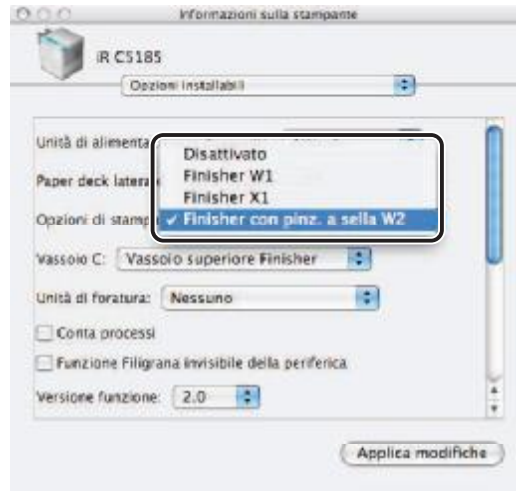 Informazioni sulla stampante
iR C5185
Opzioni installabili
Unità di alimenta
Disattivato
Finisher W1
Paper deck latera
Finisher X1
Opzioni di stamp
✓ Finisher con pinz. a sella W2
Vassoio C: Vassoio superiore Finisher
Unità di foratura: Nessuno
Conta processi
Funzione Filigrana invisibile della periferica
Versione funzione: 2.0
Applica modifiche